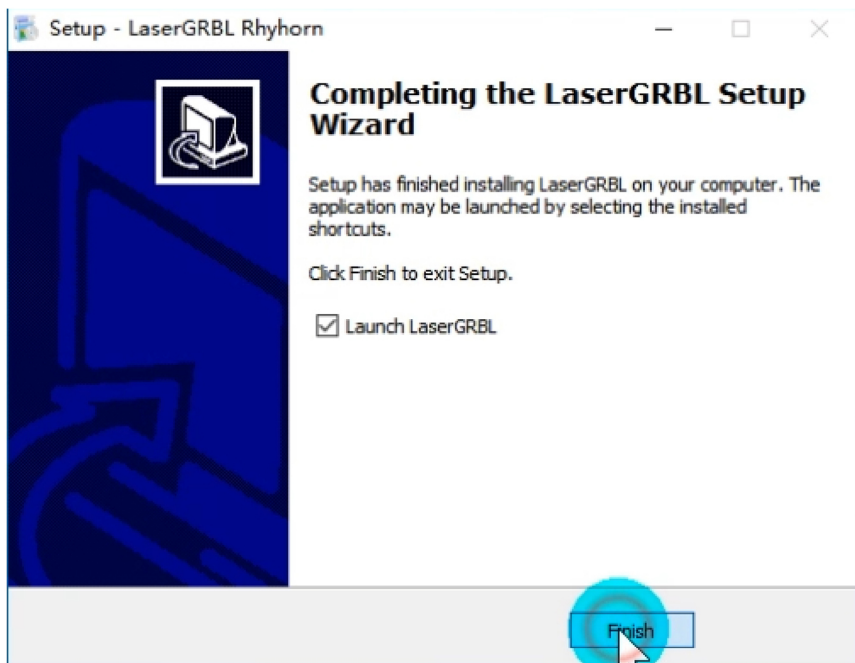 Setup - LaserGRBL Rhyhorn
Completing the LaserGRBL Setup
Wizard
Setup has finished installing LaserGRBL on your computer. The
application may be launched by selecting the installed
shortcuts.
Click Finish to exit Setup.
Launch LaserGRBL
Finish